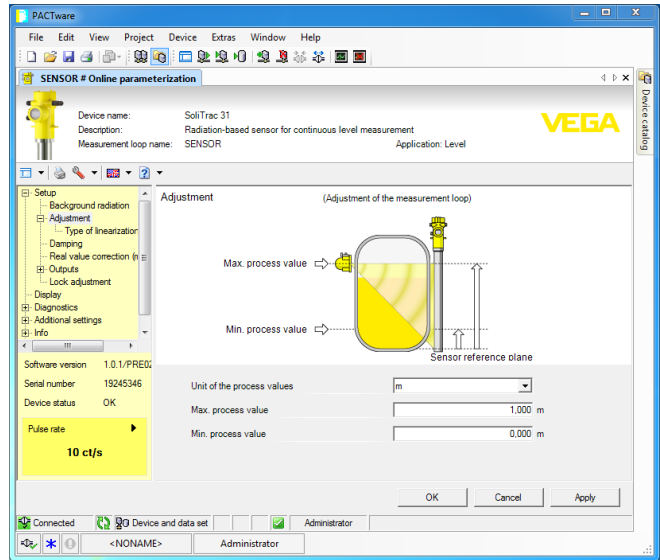 PACTware
File Edit View Project Device Extras Window Help
SENSOR # Online parameterization
Device name: SoliTrac 31
Description: Radiation-based sensor for continuous level measurement
Measurement loop name: SENSOR Application: Level
VEGA
Device catalog
Setup
Background radiation
Adjustment
Type of linearization
Damping
Real value correction (n
Outputs
Lock adjustment
Display
Diagnostics
Additional settings
Info
Software version 1.0.1/PRE02
Serial number 19245346
Device status OK
Pulse rate
10 ct/s
Adjustment (Adjustment of the measurement loop)
Max. process value
Min. process value
Sensor reference plane
Unit of the process values m
Max. process value 1,000 m
Min. process value 0,000 m
OK Cancel Apply
Connected Device and data set Administrator
<NONAME> Administrator